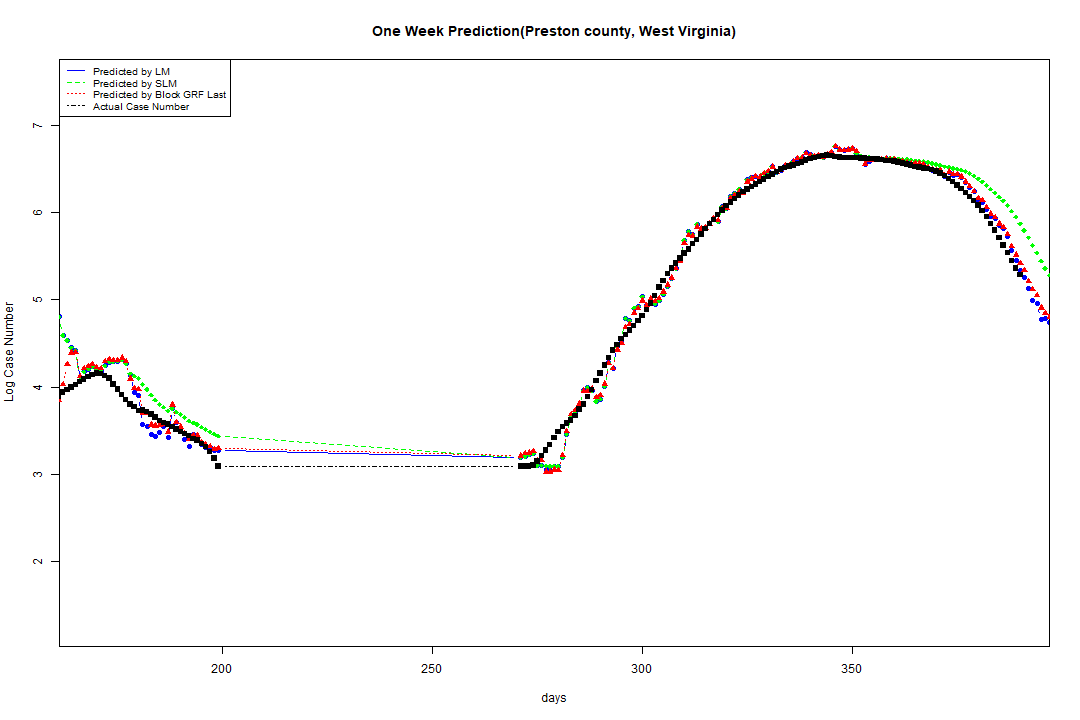 One Week Prediction(Preston county, West Virginia)
Predicted by LM
Predicted by SLM
Predicted by Block GRF Last
Actual Case Number
7
6
5
4
3
2
Log Case Number
200
250
300
350
days